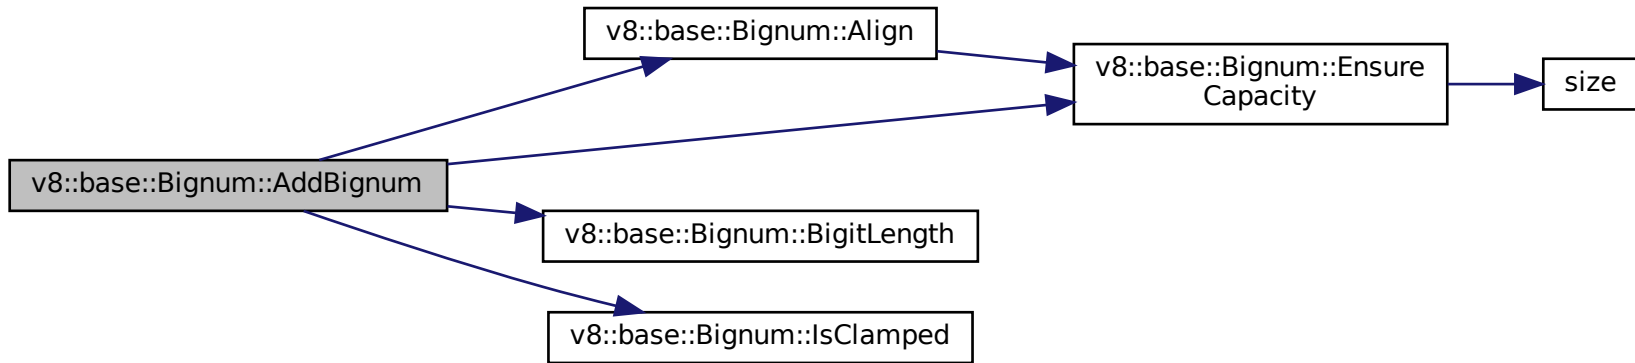 v8::base::Bignum::Align
v8::base::Bignum::Ensure
Capacity
size
v8::base::Bignum::AddBignum
v8::base::Bignum::BigitLength
v8::base::Bignum::IsClamped